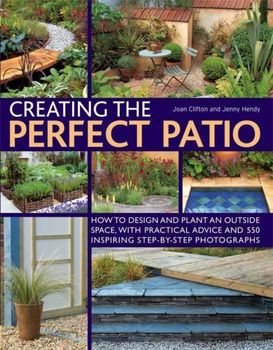 Joan Clifton and Jenny Hendy
CREATING THE
PERFECT PATIO
HOW TO DESIGN AND PLANT AN OUTSIDE
SPACE, WITH PRACTICAL ADVICE AND 550
INSPIRING STEP-BY-STEP PHOTOGRAPHS